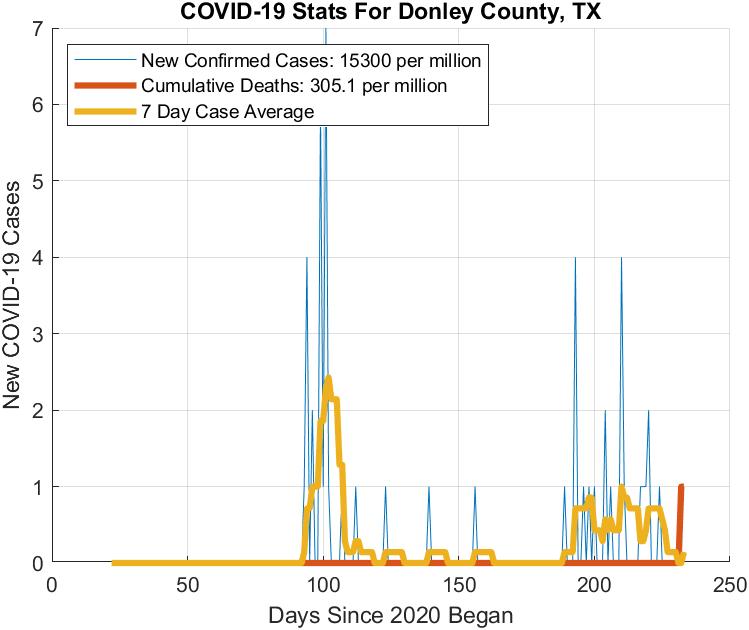 COVID-19 Stats For Donley County, TX
New Confirmed Cases: 15300 per million
Cumulative Deaths: 305.1 per million
7 Day Case Average
New COVID-19 Cases
7
6
5
4
3
2
1
0
0 50 100 150 200 250
Days Since 2020 Began